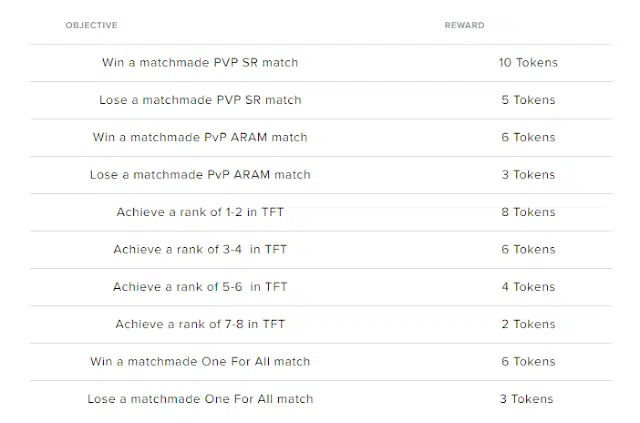 OBJECTIVE REWARD
Win a matchmade PVP SR match 10 Tokens
Lose a matchmade PVP SR match 5 Tokens
Win a matchmade PvP ARAM match 6 Tokens
Lose a matchmade PvP ARAM match 3 Tokens
Achieve a rank of 1-2 in TFT 8 Tokens
Achieve a rank of 3-4 in TFT 6 Tokens
Achieve a rank of 5-6 in TFT 4 Tokens
Achieve a rank of 7-8 in TFT 2 Tokens
Win a matchmade One For All match 6 Tokens
Lose a matchmade One For All match 3 Tokens